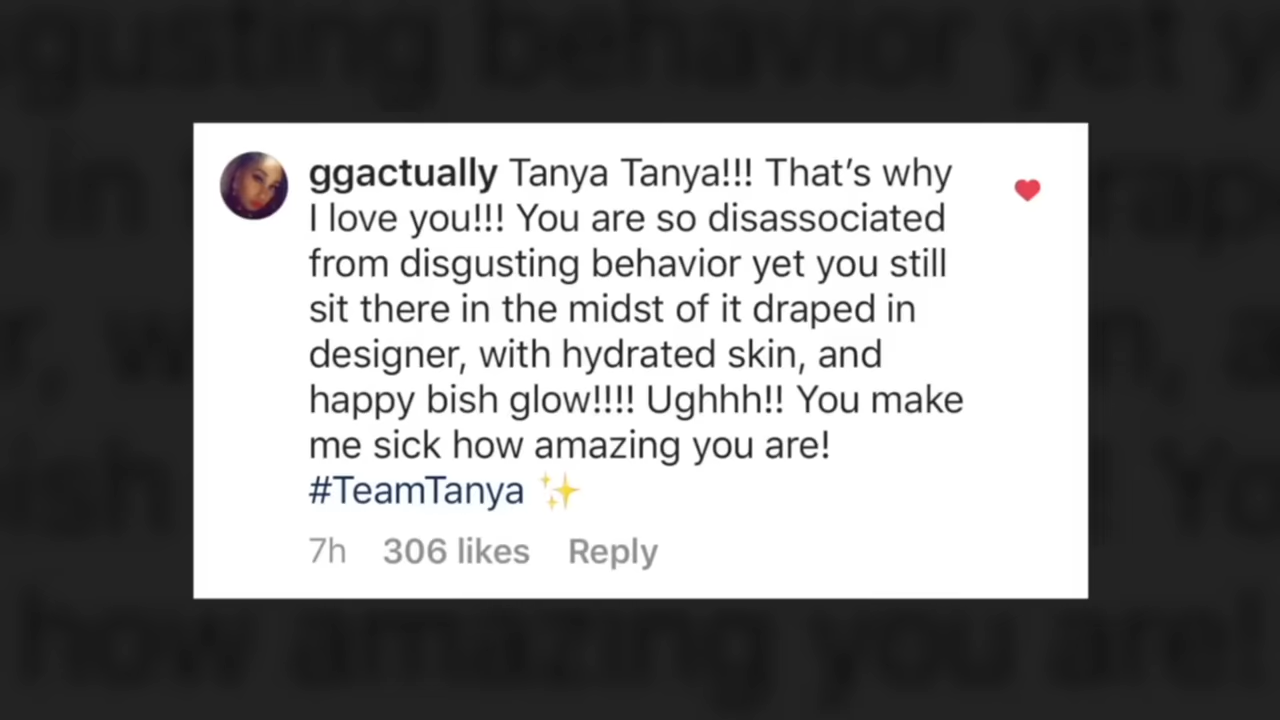 ggactually Tanya Tanya!!! That’s why
I love you!!! You are so disassociated
from disgusting behavior yet you still
sit there in the midst of it draped in
designer, with hydrated skin, and
happy bish glow!!!! Ughhh!! You make
me sick how amazing you are!
#TeamTanya ✨
7h 306 likes Reply